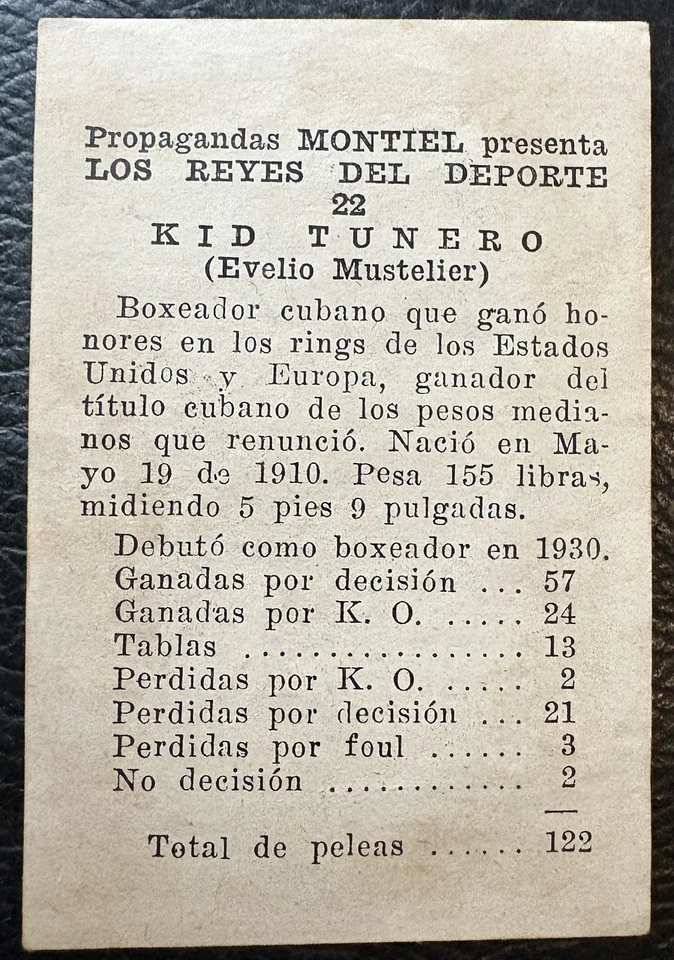 Propagandas MONTIEL presenta
LOS REYES DEL DEPORTE
22
KID TUNERO
(Evelio Mustelier)
Boxeador cubano que ganó ho-
nores en los rings de los Estados
Unidos y Europa, ganador del
título cubano de los pesos media-
nos que renunció. Nació en Ma-
yo 19 de 1910. Pesa 155 libras,
midiendo 5 pies 9 pulgadas.
Debutó como boxeador en 1930.
Ganadas por decisión ... 57
Ganadas por K. O. ..... 24
Tablas ................. 13
Perdidas por K. O. ..... 2
Perdidas por decisión ... 21
Perdidas por foul ...... 3
No decisión ............ 2
Total de peleas ...... 122